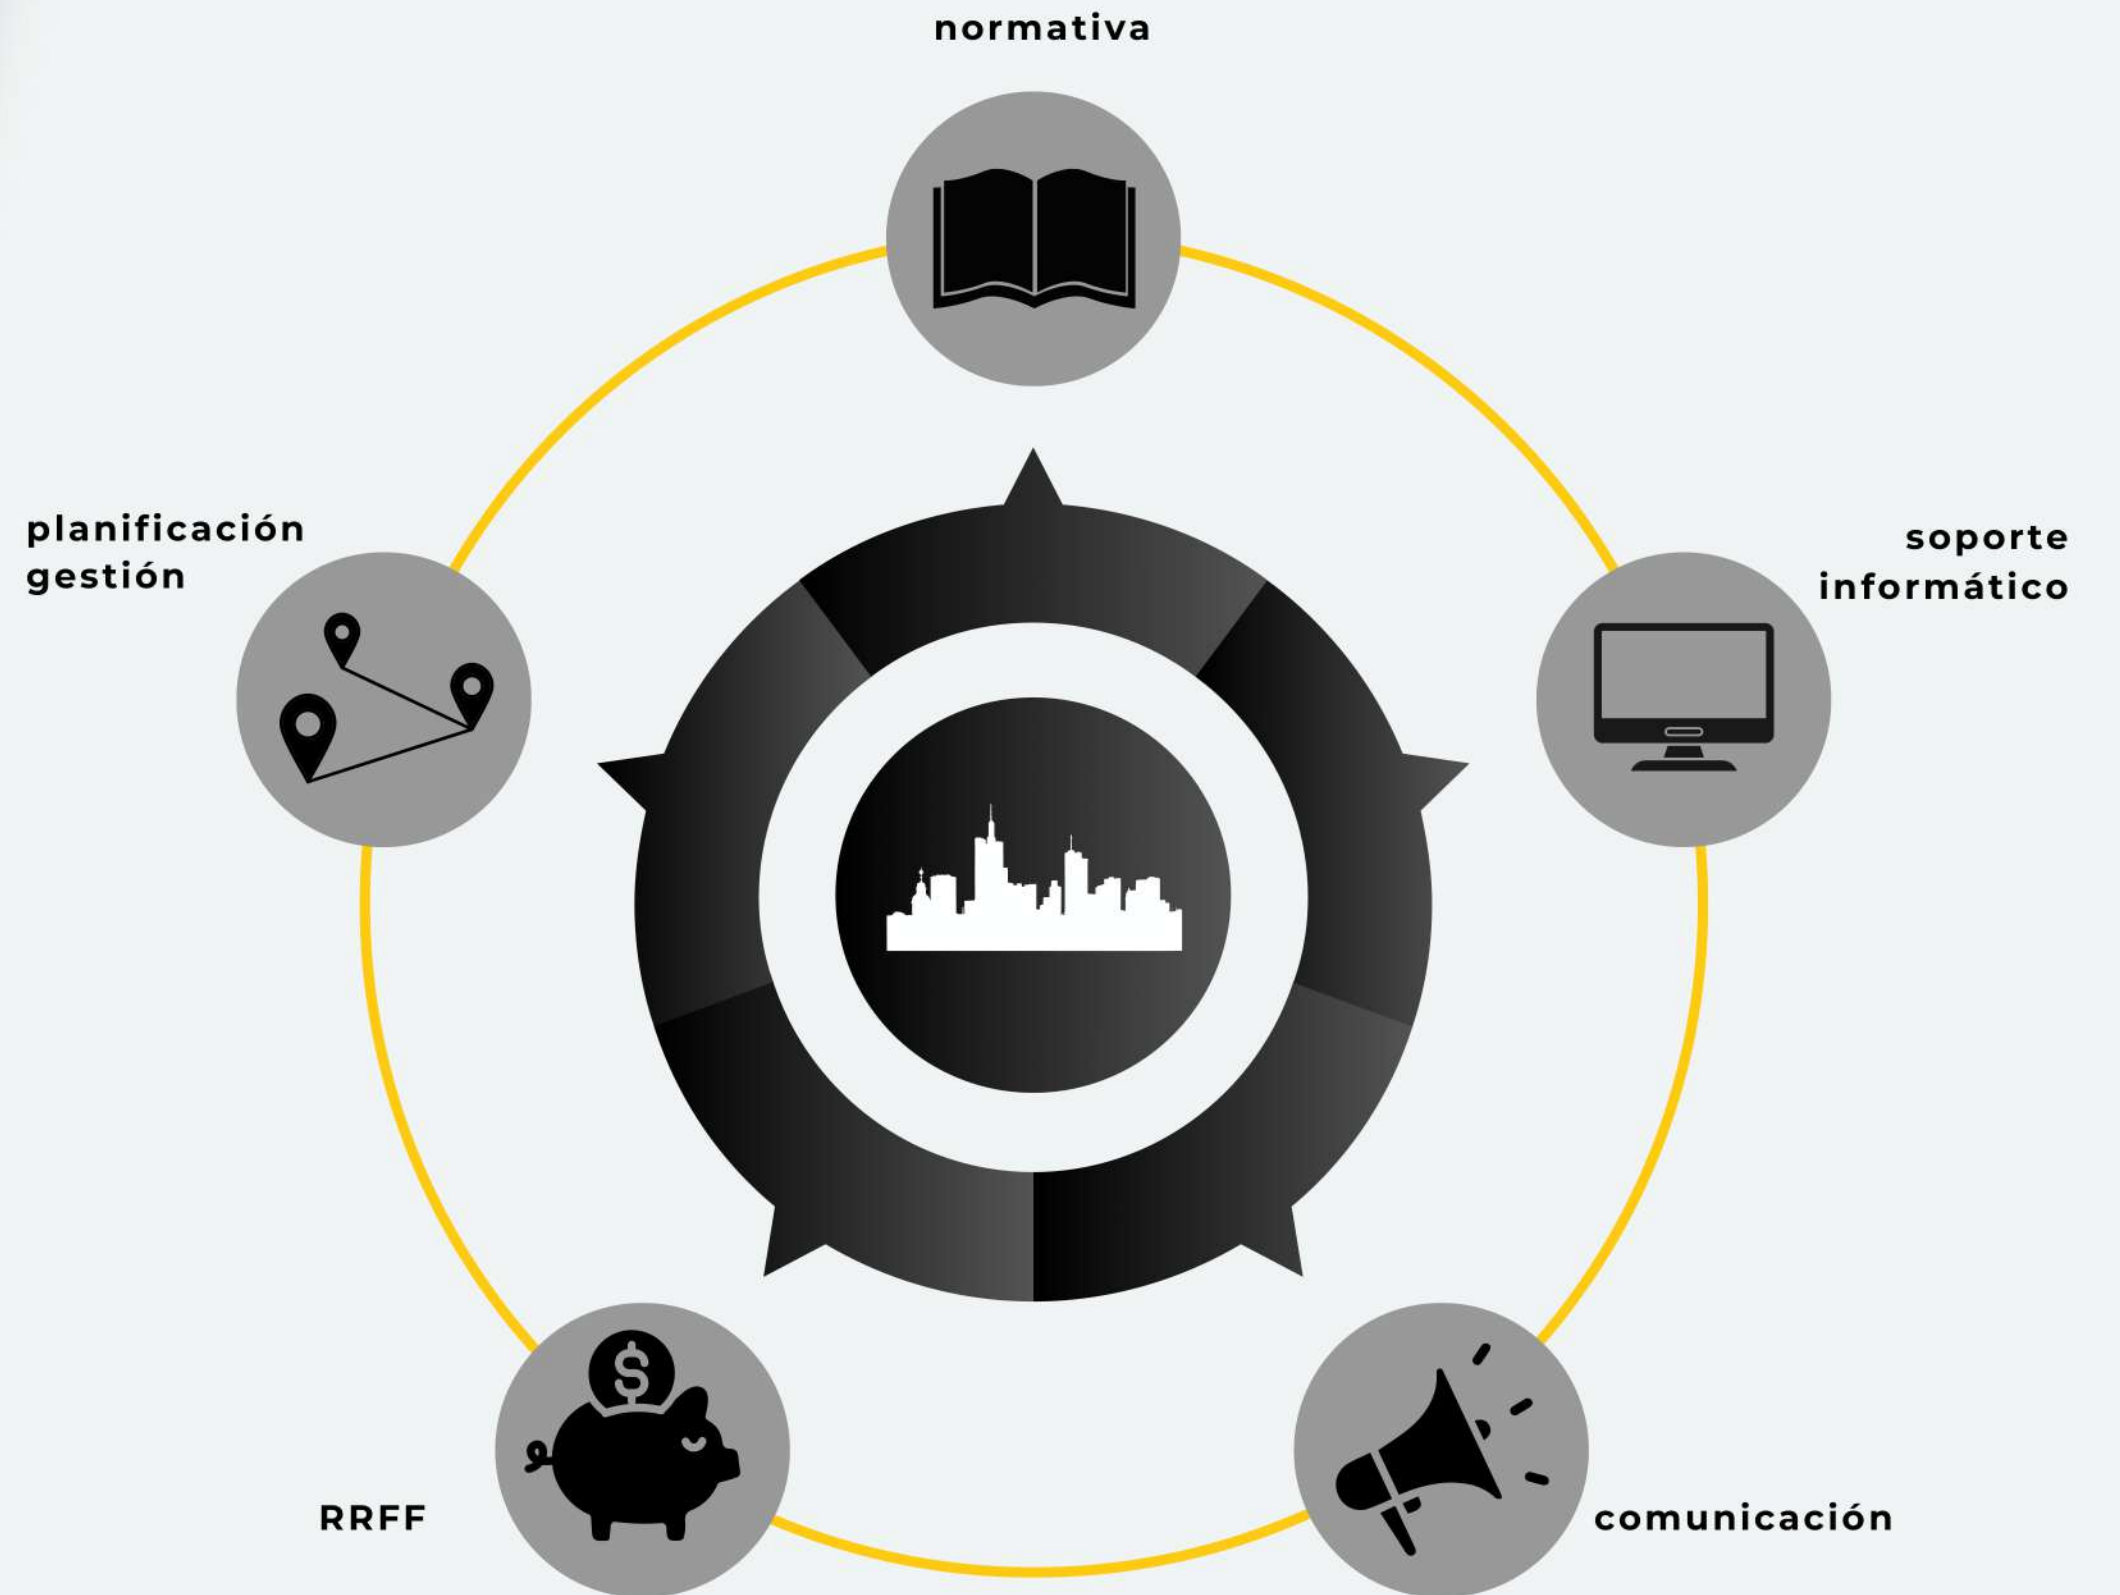 normativa
planificación
gestión
soporte
informático
RRFF
comunicación